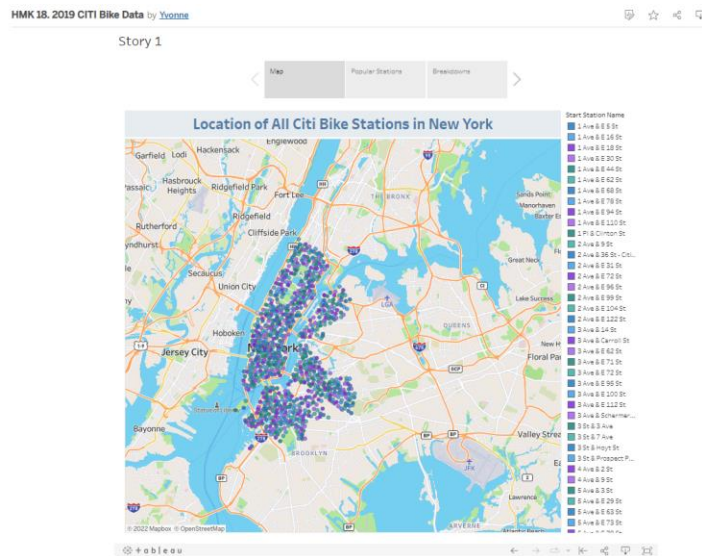 HMK 18. 2019 CITI Bike Data by Yvonne
Story 1
Map
Popular Stations
Breakdowns
Location of All Citi Bike Stations in New York
Englewood
Hackensack
Garfield Lodi
Hasbrouck
Heights
Ridgefield Park
Fort Lee
THE BRONX
Sands Point
Manorhaven
Baxter Es
Ridgefield
Rutherford
Cliffside Park
Great Neck
Secaucus
Union City
LGA
Lake Success
QUEENS
Hoboken
Jersey City
New H
Floral Par
Bayonne
BROOKLYN
Valley Strea
JFK
Lawrence
© 2022 Mapbox © OpenStreetMap
Start Station Name
1 Ave & E 5 St
1 Ave & E 16 St
1 Ave & E 18 St
1 Ave & E 30 St
1 Ave & E 44 St
1 Ave & E 62 St
1 Ave & E 68 St
1 Ave & E 78 St
1 Ave & E 94 St
1 Ave & E 110 St
1 Pl & Clinton St
2 Ave & 9 St
2 Ave & 36 St - Citi...
2 Ave & E 31 St
2 Ave & E 72 St
2 Ave & E 96 St
2 Ave & E 99 St
2 Ave & E 104 St
2 Ave & E 122 St
3 Ave & 14 St
3 Ave & Carroll St
3 Ave & E 62 St
3 Ave & E 71 St
3 Ave & E 72 St
3 Ave & E 95 St
3 Ave & E 100 St
3 Ave & E 112 St
3 Ave & Schermer...
3 St & 3 Ave
3 St & 7 Ave
3 St & Hoyt St
3 St & Prospect P...
4 Ave & 2 St
4 Ave & 9 St
5 Ave & 3 St
5 Ave & E 29 St
5 Ave & E 63 St
5 Ave & E 73 St
+ableau